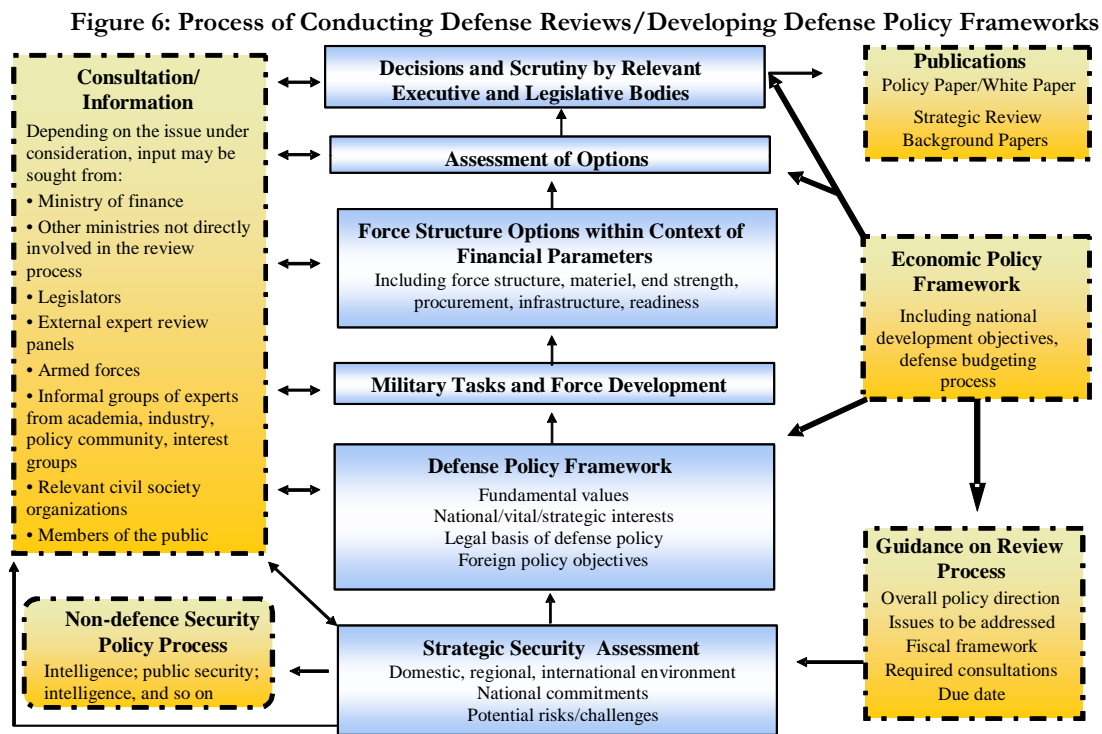 Figure 6: Process of Conducting Defense Reviews/Developing Defense Policy Frameworks
Consultation/
Information
Depending on the issue under
consideration, input may be
sought from:
• Ministry of finance
• Other ministries not directly
involved in the review
process
• Legislators
• External expert review
panels
• Armed forces
• Informal groups of experts
from academia, industry,
policy community, interest
groups
• Relevant civil society
organizations
• Members of the public
Non-defence Security
Policy Process
Intelligence; public security;
intelligence, and so on
Decisions and Scrutiny by Relevant
Executive and Legislative Bodies
Assessment of Options
Force Structure Options within Context of
Financial Parameters
Including force structure, materiel, end strength,
procurement, infrastructure, readiness
Military Tasks and Force Development
Defense Policy Framework
Fundamental values
National/vital/strategic interests
Legal basis of defense policy
Foreign policy objectives
Strategic Security Assessment
Domestic, regional, international environment
National commitments
Potential risks/challenges
Publications
Policy Paper/White Paper
Strategic Review
Background Papers
Economic Policy
Framework
Including national
development objectives,
defense budgeting
process
Guidance on Review
Process
Overall policy direction
Issues to be addressed
Fiscal framework
Required consultations
Due date